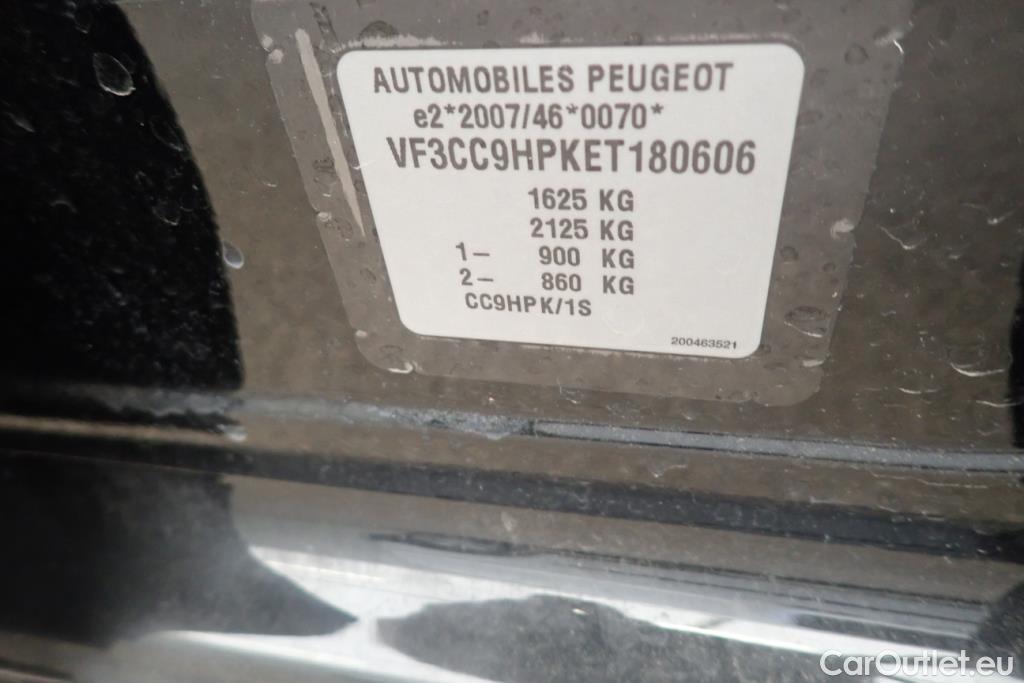 AUTOMOBILES PEUGEOT
e2*2007/46*0070*
VF3CC9HPKET180606
1625 KG
2125 KG
1– 900 KG
2– 860 KG
CC9HPK/1S
200463521
CarOutlet.eu